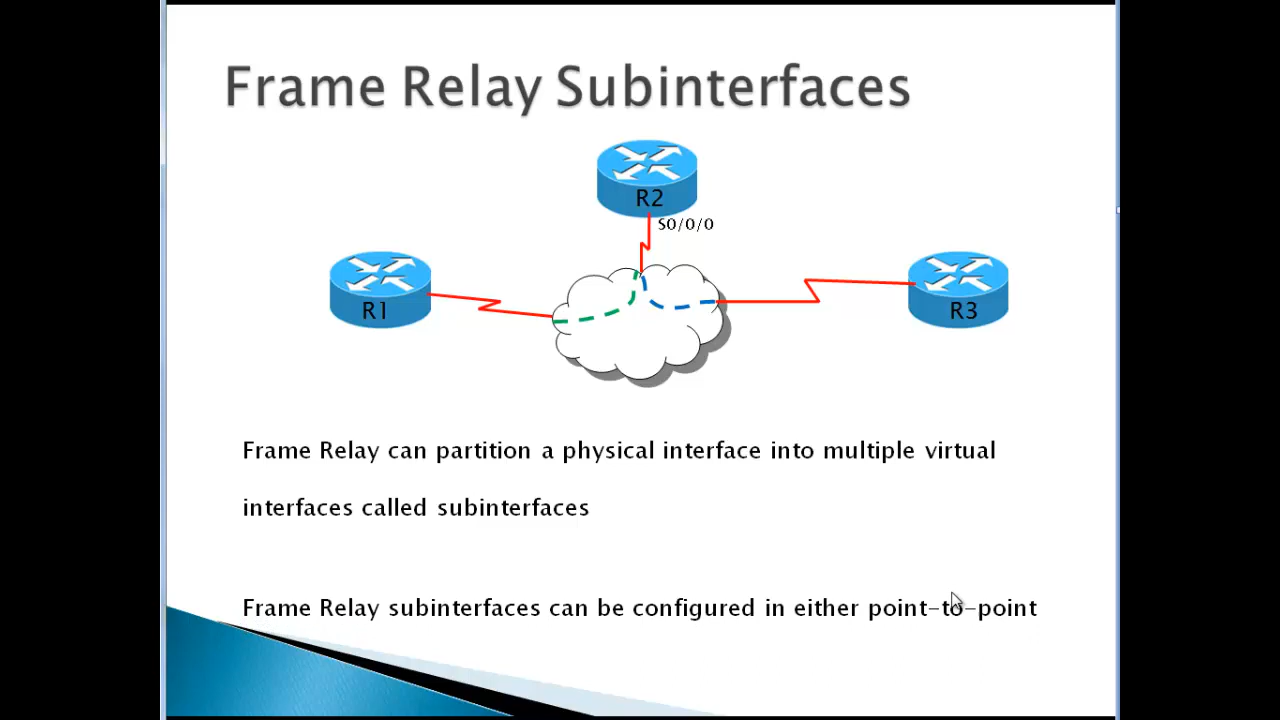 Frame Relay Subinterfaces
R2
S0/0/0
R1
R3
Frame Relay can partition a physical interface into multiple virtual
interfaces called subinterfaces
Frame Relay subinterfaces can be configured in either point-to-point